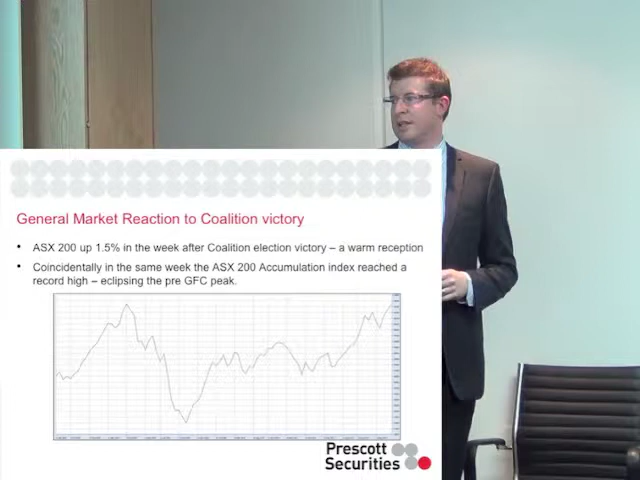 General Market Reaction to Coalition victory
• ASX 200 up 1.5% in the week after Coalition election victory – a warm reception
• Coincidentally in the same week the ASX 200 Accumulation index reached a
record high – eclipsing the pre GFC peak.
Prescott
Securities